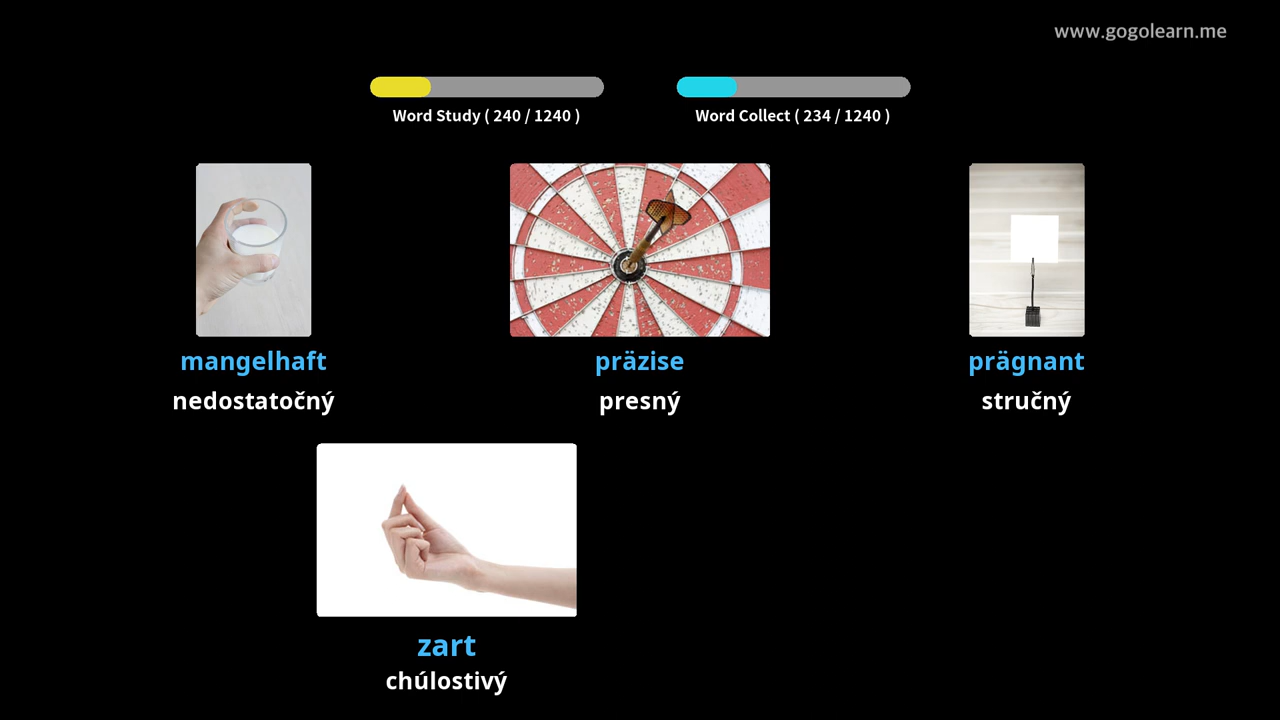 www.gogolearn.me
Word Study ( 240 / 1240 )
Word Collect ( 234 / 1240 )
mangelhaft
präzise
prägnant
nedostatočný
presný
stručný
zart
chúlostivý